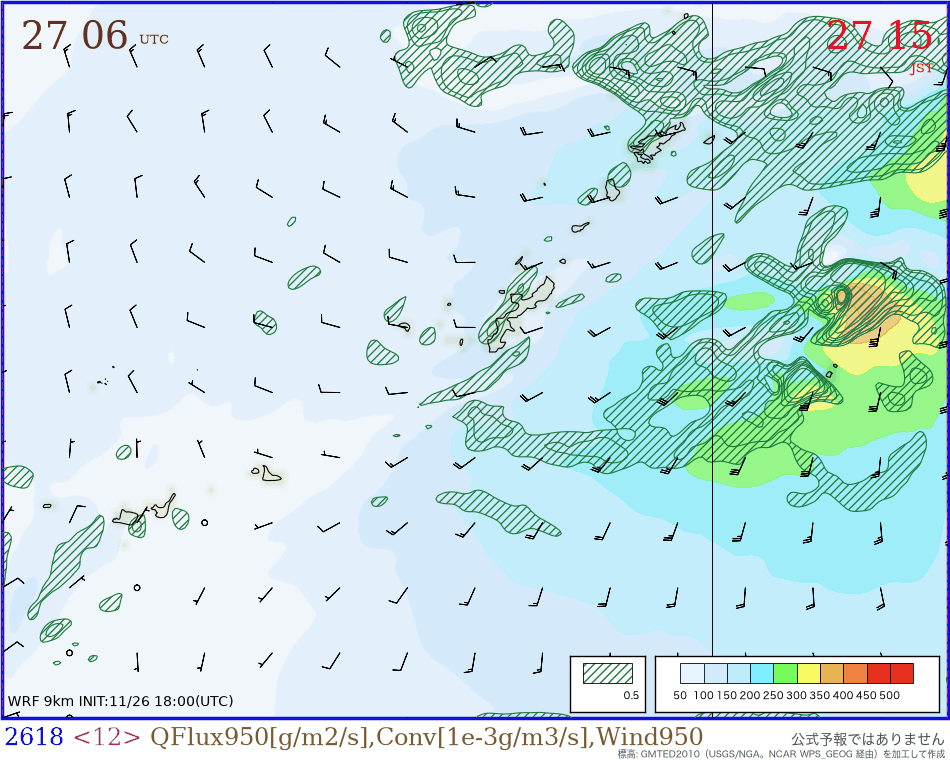 27 06 UTC
27 15
JST
0.5
50 100 150 200 250 300 350 400 450 500
WRF 9km INIT:11/26 18:00(UTC)
2618 <12> QFlux950[g/m2/s],Conv[1e-3g/m3/s],Wind950
公式予報ではありません
標高: GMTED2010（USGS/NGA。NCAR WPS_GEOG 経由）を加工して作成